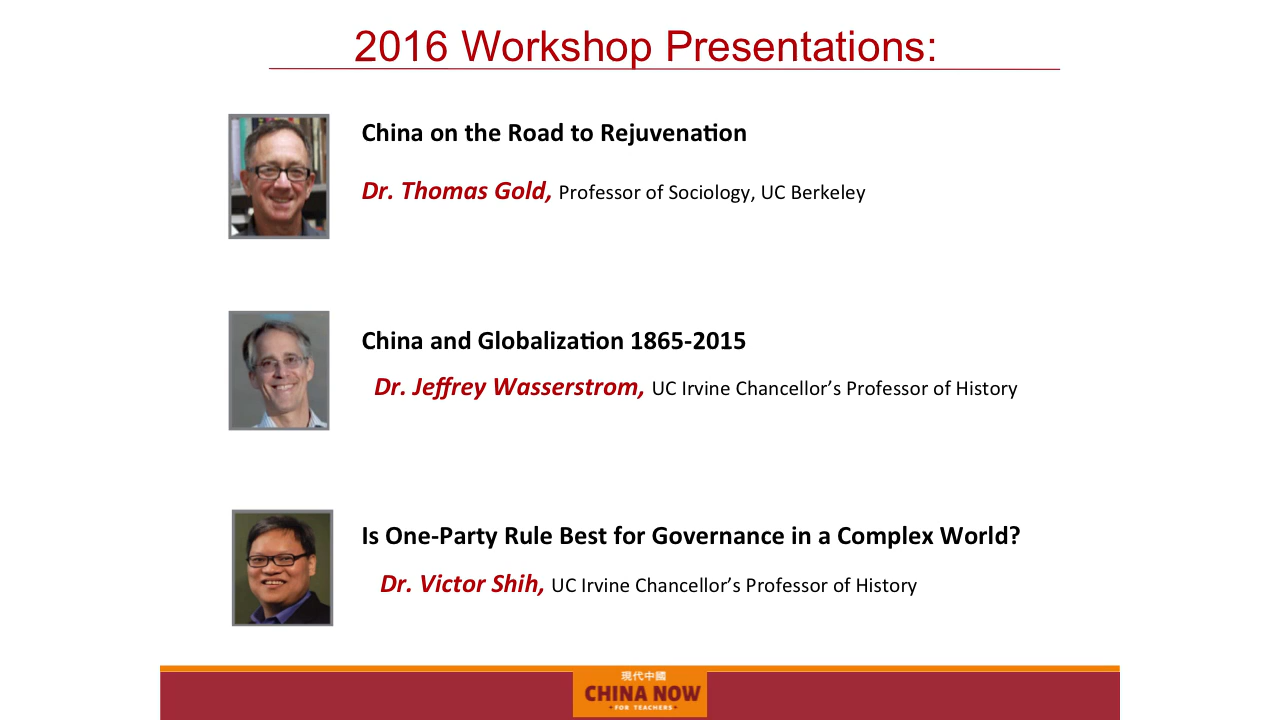 2016 Workshop Presentations:
China on the Road to Rejuvenation
Dr. Thomas Gold, Professor of Sociology, UC Berkeley
China and Globalization 1865-2015
Dr. Jeffrey Wasserstrom, UC Irvine Chancellor’s Professor of History
Is One-Party Rule Best for Governance in a Complex World?
Dr. Victor Shih, UC Irvine Chancellor’s Professor of History
現代中國
CHINA NOW
FOR TEACHERS